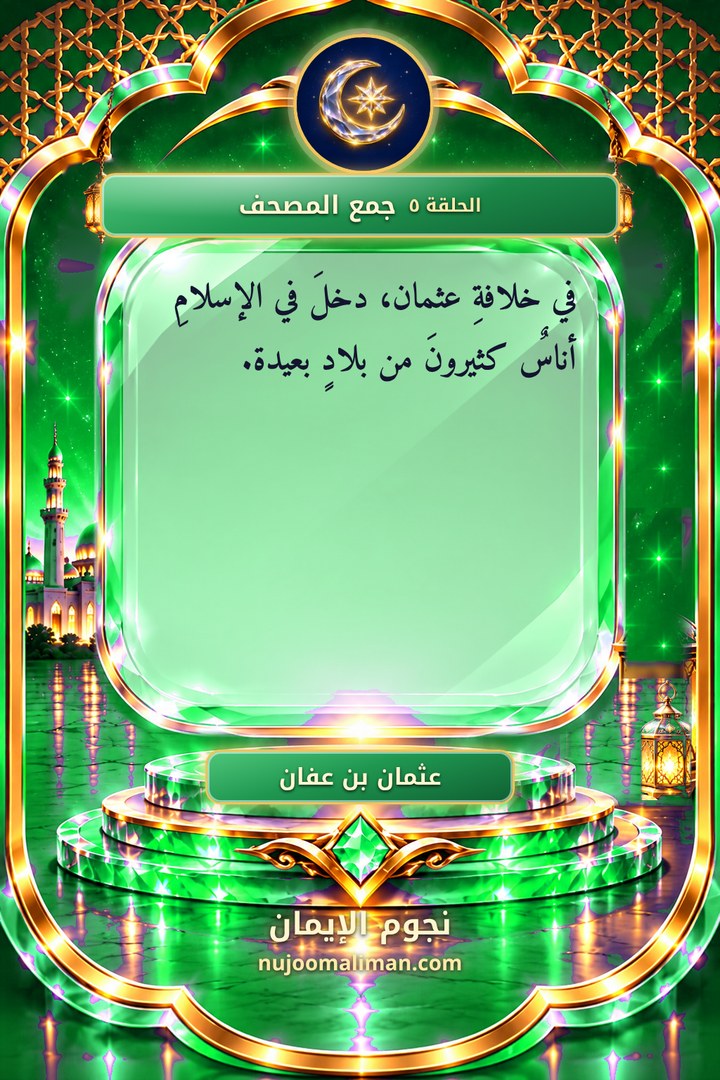 الحلقة ٥ جمع المصحف
في خلافةِ عثمان، دخلَ في الإسلامِ
أناسٌ كثيرونَ من بلادٍ بعيدة.
عثمان بن عفان
نجوم الإيمان
nujoomaliman.com